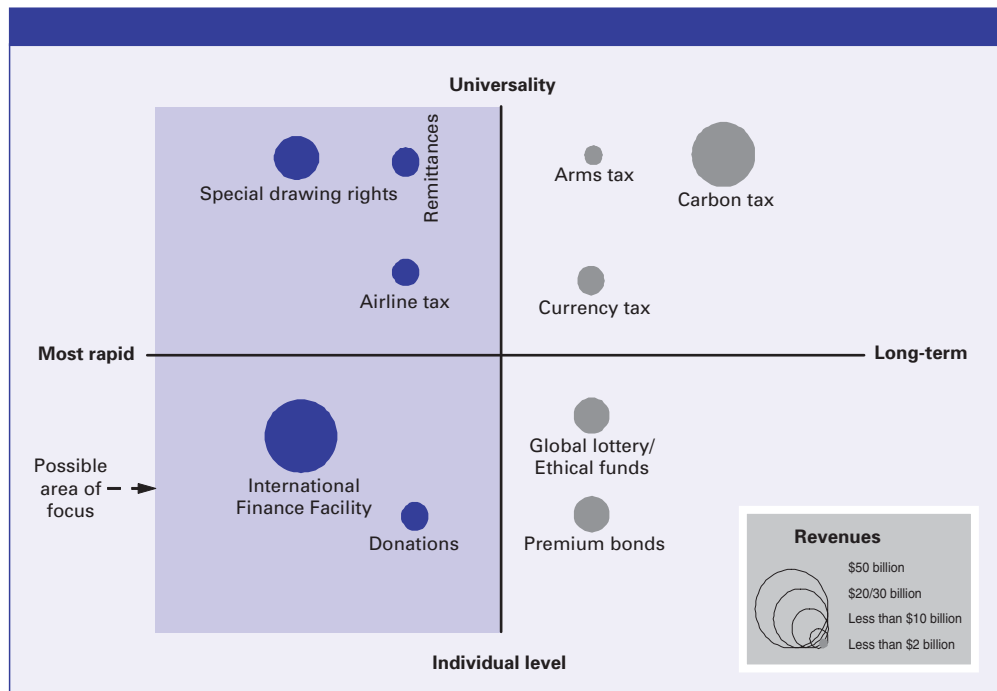 Universality
Special drawing rights
Remittances
Arms tax
Carbon tax
Airline tax
Currency tax
Most rapid
Long-term
Possible
area of
focus
International
Finance Facility
Donations
Global lottery/
Ethical funds
Premium bonds
Individual level
Revenues
$50 billion
$20/30 billion
Less than $10 billion
Less than $2 billion